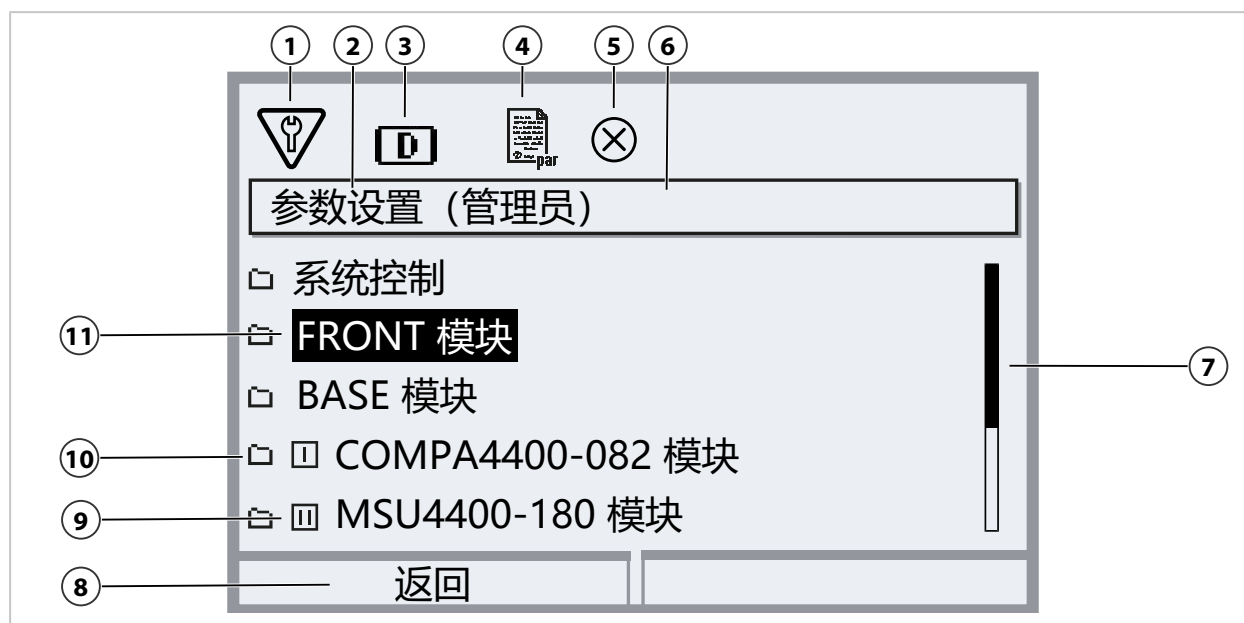 1 2 3 4 5 6
D par
参数设置（管理员）
系统控制
11 FRONT 模块 7
BASE 模块
10 I COMPA4400-082 模块
9 II MSU4400-180 模块
8 返回